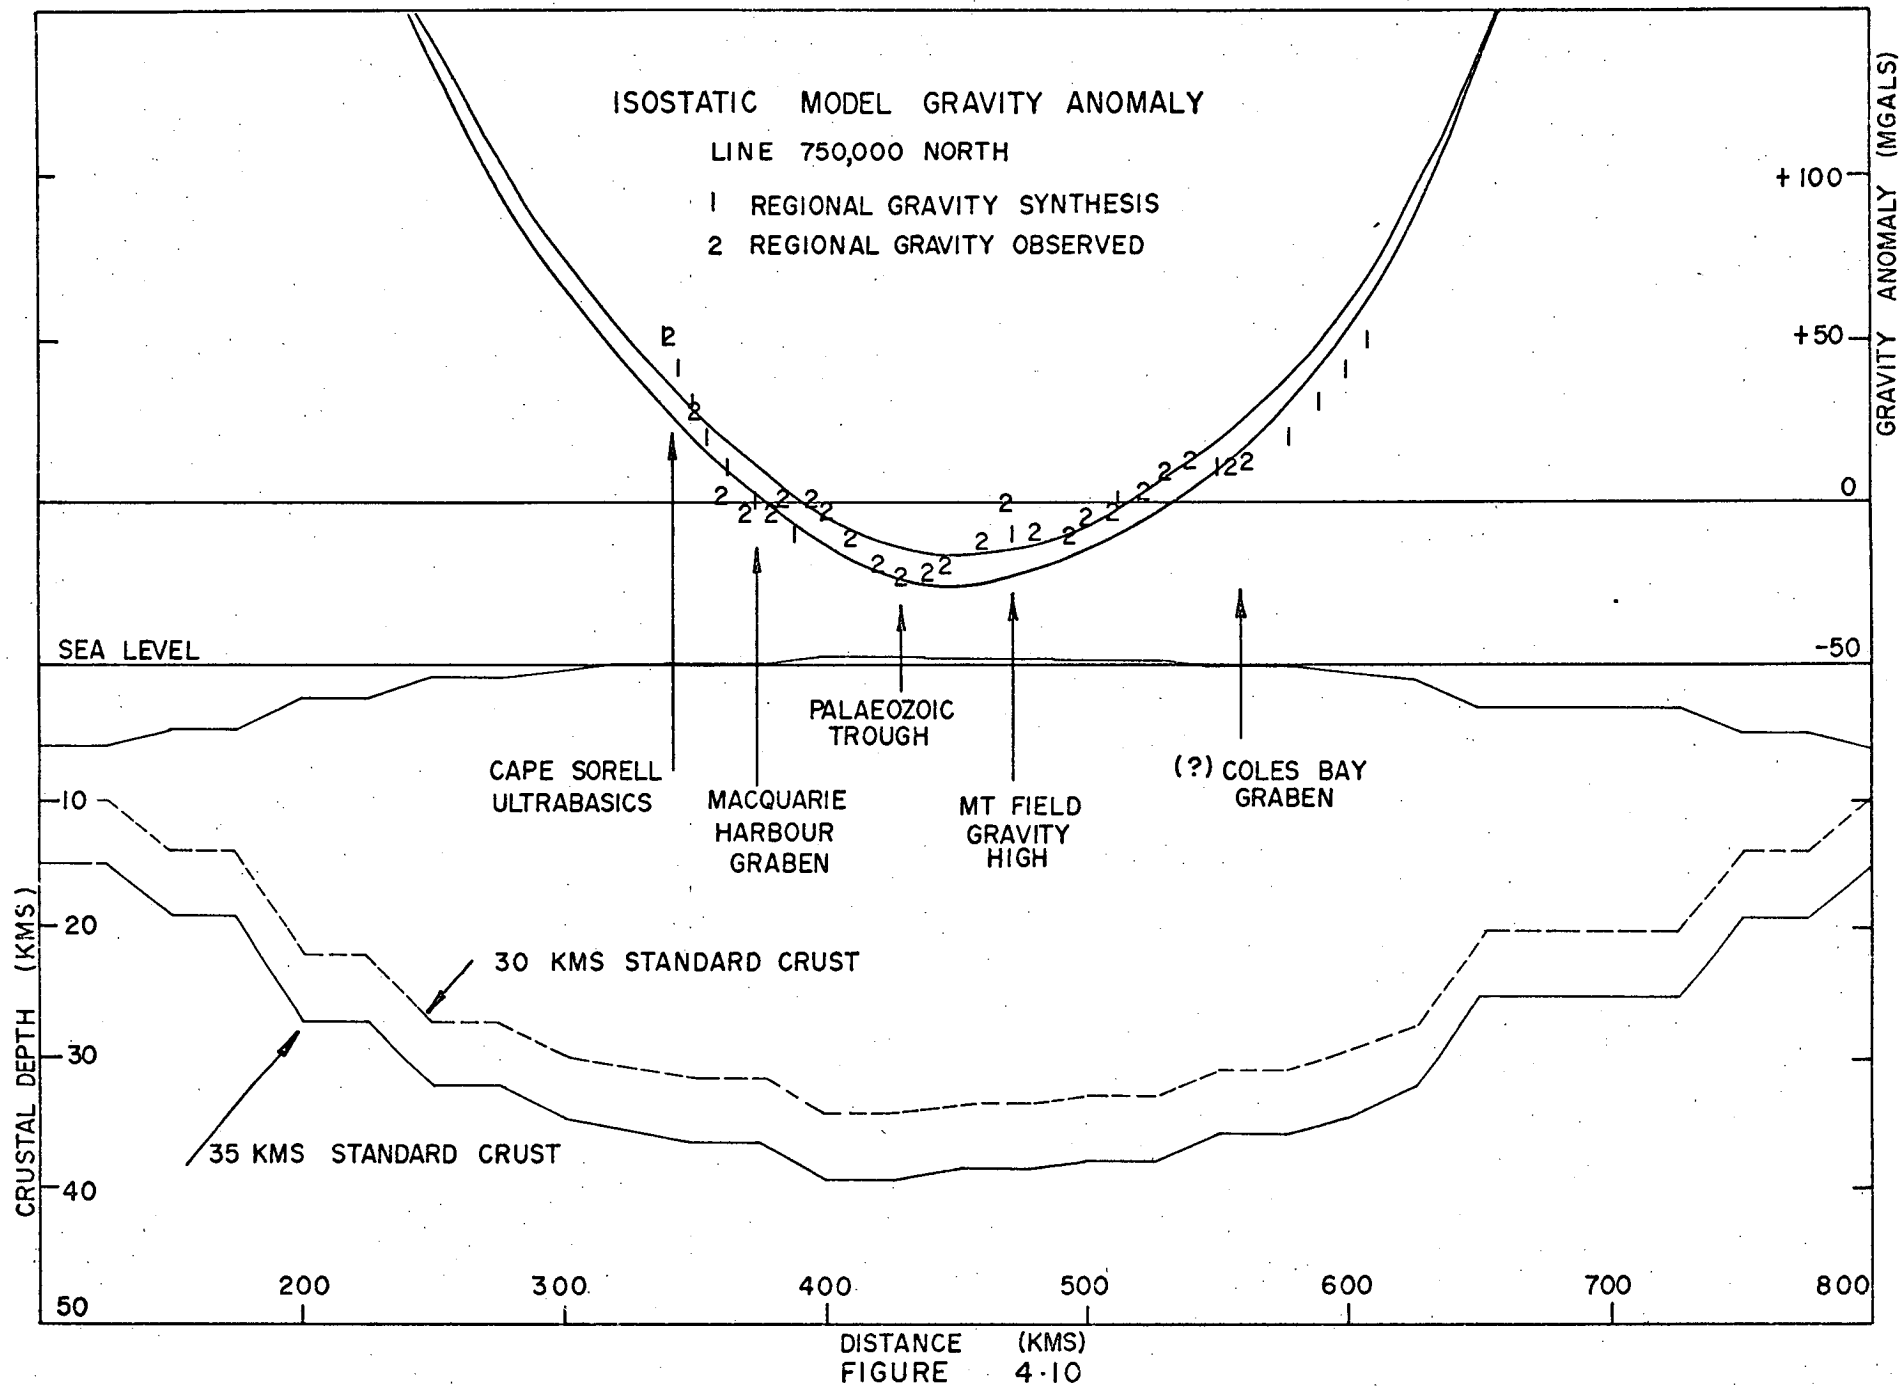 ISOSTATIC MODEL GRAVITY ANOMALY
LINE 750,000 NORTH
1 REGIONAL GRAVITY SYNTHESIS
2 REGIONAL GRAVITY OBSERVED
GRAVITY ANOMALY (MGALS)
+100
+50
0
-50
SEA LEVEL
PALAEOZOIC
TROUGH
CAPE SORELL
ULTRABASICS
MACQUARIE
HARBOUR
GRABEN
MT FIELD
GRAVITY
HIGH
(?) COLES BAY
GRABEN
CRUSTAL DEPTH (KMS)
-10
-20
-30
-40
50
30 KMS STANDARD CRUST
35 KMS STANDARD CRUST
200 300 400 500 600 700 800
DISTANCE (KMS)
FIGURE 4·10